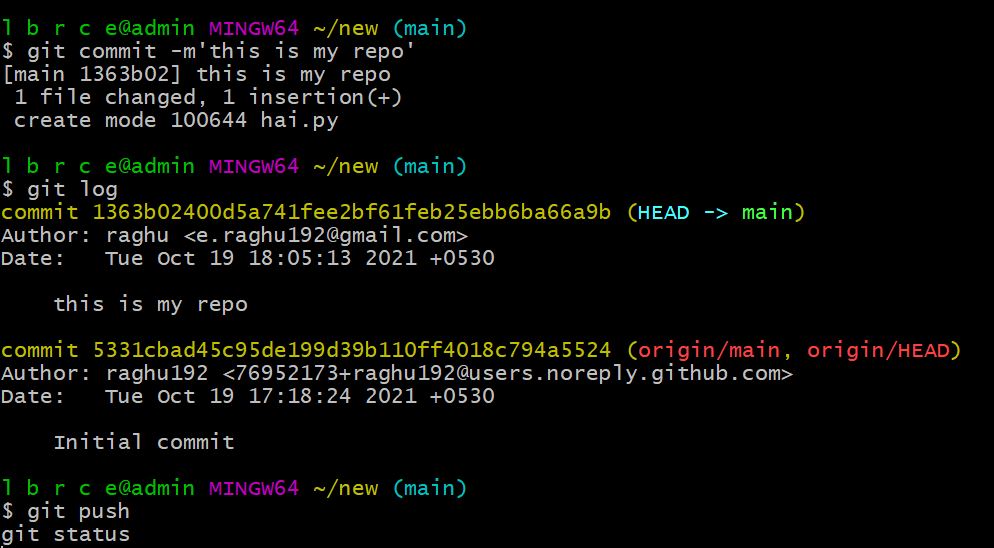 l b r c e@admin MINGW64 ~/new (main)
$ git commit -m'this is my repo'
[main 1363b02] this is my repo
 1 file changed, 1 insertion(+)
 create mode 100644 hai.py
l b r c e@admin MINGW64 ~/new (main)
$ git log
commit 1363b02400d5a741fee2bf61feb25ebb6ba66a9b (HEAD -> main)
Author: raghu <e.raghu192@gmail.com>
Date:   Tue Oct 19 18:05:13 2021 +0530
    this is my repo
commit 5331cbad45c95de199d39b110ff4018c794a5524 (origin/main, origin/HEAD)
Author: raghu192 <76952173+raghu192@users.noreply.github.com>
Date:   Tue Oct 19 17:18:24 2021 +0530
    Initial commit
l b r c e@admin MINGW64 ~/new (main)
$ git push
git status